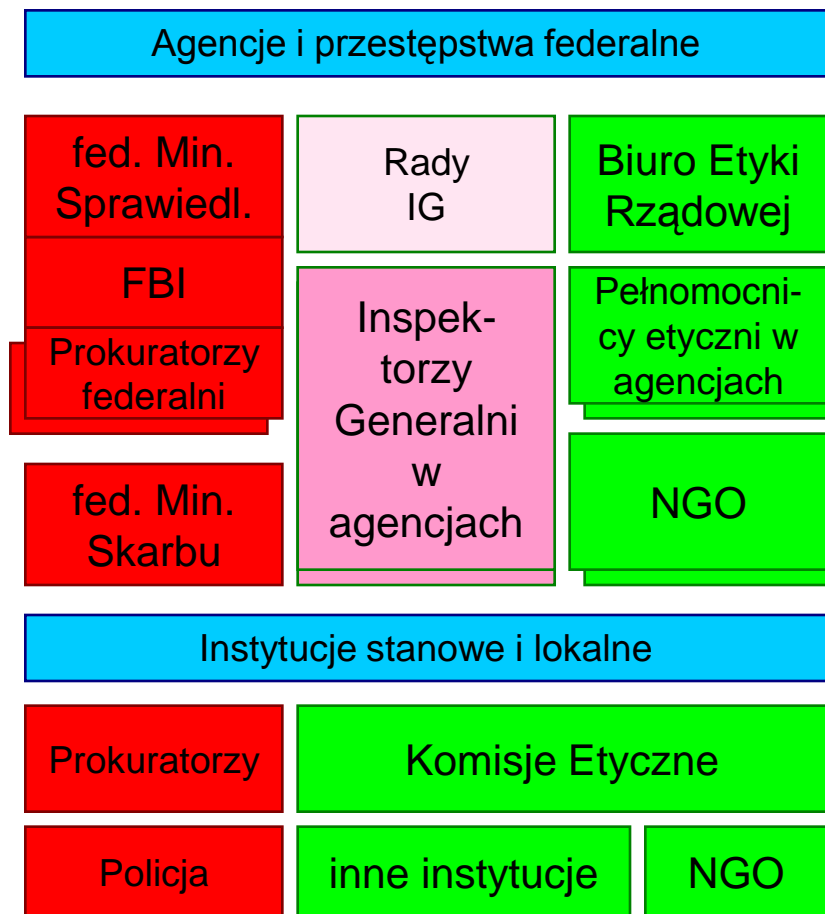 Agencje i przestępstwa federalne
fed. Min.
Sprawiedl.
FBI
Prokuratorzy
federalni
fed. Min.
Skarbu
Rady
IG
Inspek-
torzy
Generalni
w
agencjach
Biuro Etyki
Rządowej
Pełnomocni-
cy etyczni w
agencjach
NGO
Instytucje stanowe i lokalne
Prokuratorzy
Komisje Etyczne
Policja
inne instytucje
NGO